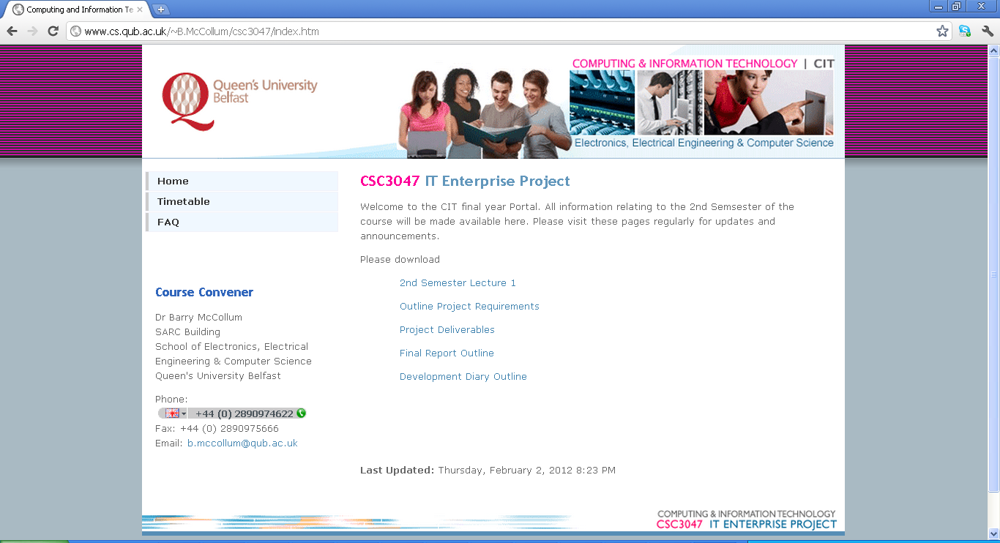 Computing and Information Te
www.cs.qub.ac.uk/~B.McCollum/csc3047/index.htm
Queen's University
Belfast
COMPUTING & INFORMATION TECHNOLOGY | CIT
Electronics, Electrical Engineering & Computer Science
Home
Timetable
FAQ
Course Convener
Dr Barry McCollum
SARC Building
School of Electronics, Electrical
Engineering & Computer Science
Queen's University Belfast
Phone:
+44 (0) 2890974622
Fax: +44 (0) 2890975666
Email: b.mccollum@qub.ac.uk
CSC3047 IT Enterprise Project
Welcome to the CIT final year Portal. All information relating to the 2nd Semsester of the
course will be made available here. Please visit these pages regularly for updates and
announcements.
Please download
2nd Semester Lecture 1
Outline Project Requirements
Project Deliverables
Final Report Outline
Development Diary Outline
Last Updated: Thursday, February 2, 2012 8:23 PM
COMPUTING & INFORMATION TECHNOLOGY
CSC3047 IT ENTERPRISE PROJECT